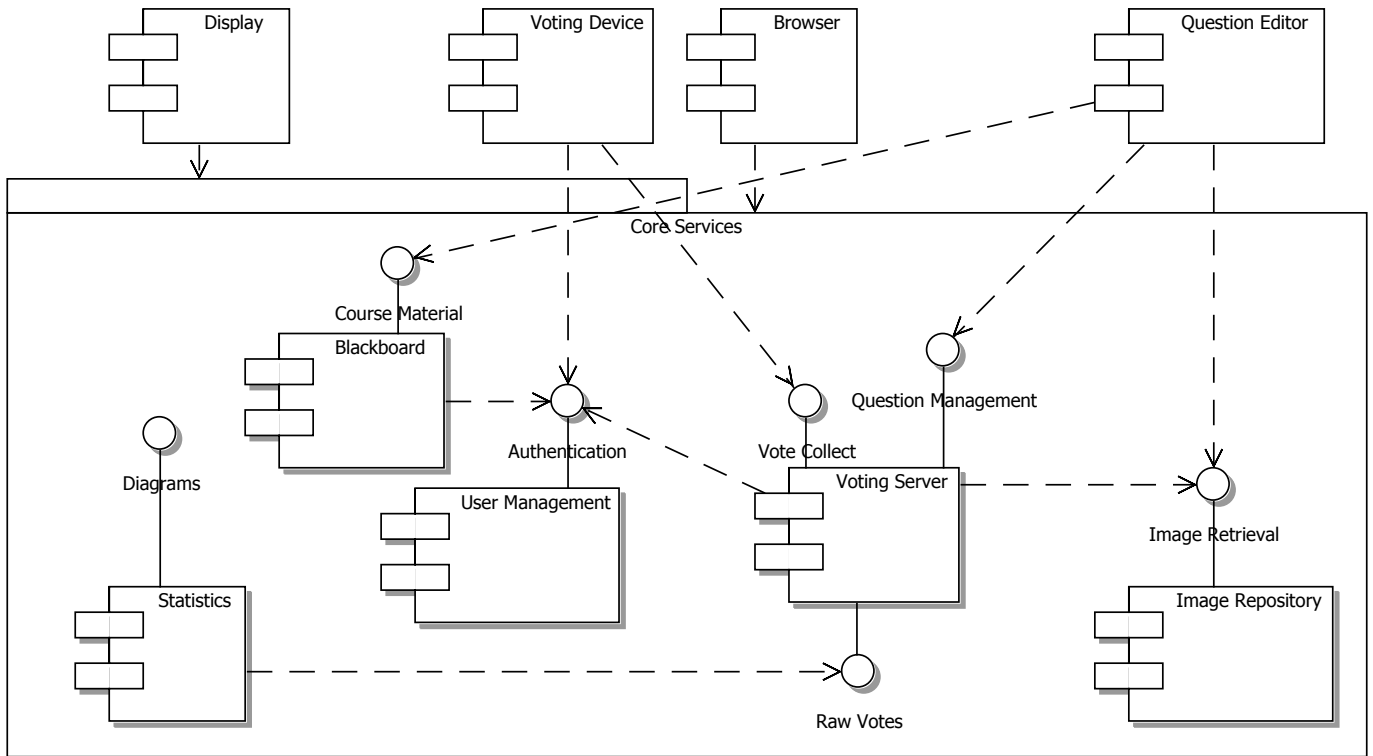 Display
Voting Device
Browser
Question Editor
Core Services
Course Material
Blackboard
Question Management
Authentication
Vote Collect
Diagrams
Voting Server
User Management
Image Retrieval
Statistics
Image Repository
Raw Votes